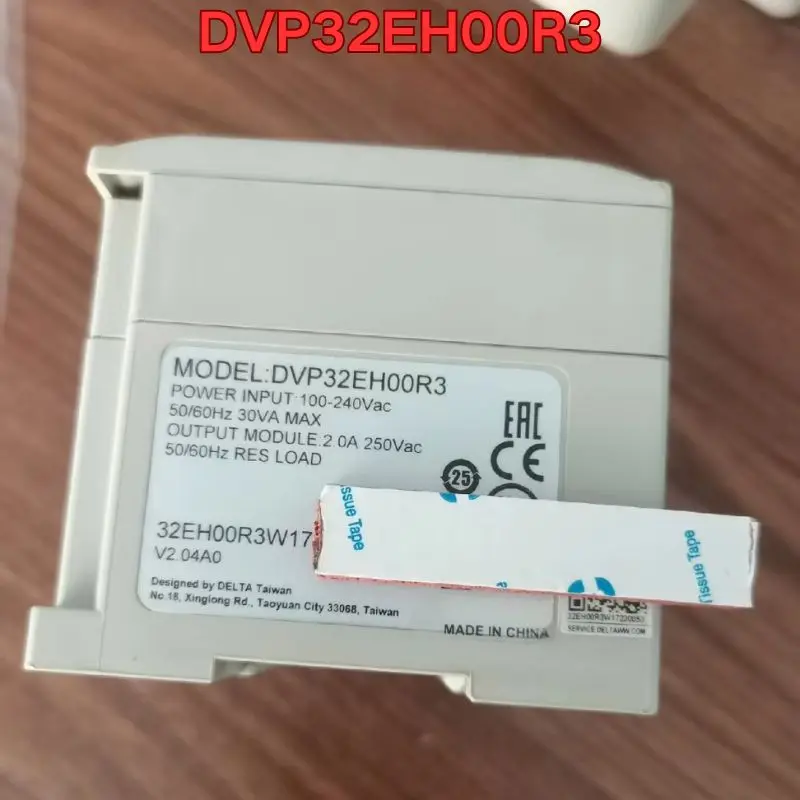 DVP32EH00R3
MODEL:DVP32EH00R3
POWER INPUT:100-240Vac
50/60Hz 30VA MAX
OUTPUT MODULE:2.0A 250Vac
50/60Hz RES LOAD
EAC
CE
25
ssue Tape
Tissue Tape
32EH00R3W17
V2.04A0
Designed by DELTA Taiwan
No.18, Xinglong Rd., Taoyuan City 33068, Taiwan
MADE IN CHINA
SERVICE.DELTAWW.COM